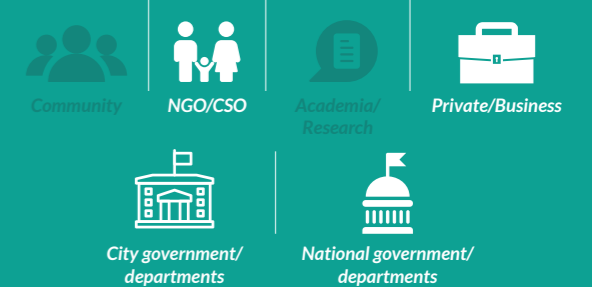 Community
NGO/CSO
Academia/
Research
Private/Business
City government/
departments
National government/
departments